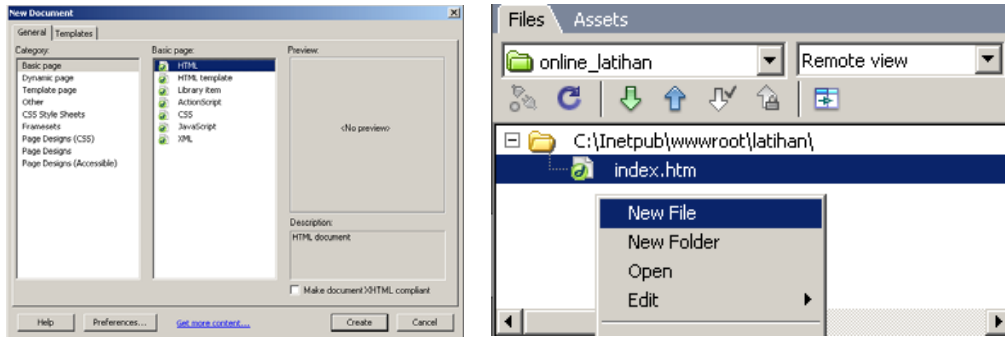 New Document
General Templates
Category:
Basic page
Dynamic page
Template page
Other
CSS Style Sheets
Framesets
Page Designs (CSS)
Page Designs
Page Designs (Accessible)
Basic page:
HTML
HTML template
Library item
ActionScript
CSS
JavaScript
XML
Preview:
<No preview>
Description:
HTML document
Make document XHTML compliant
Help Preferences... Get more content... Create Cancel
Files Assets
online_latihan Remote view
C:\Inetpub\wwwroot\latihan\
index.htm
New File
New Folder
Open
Edit